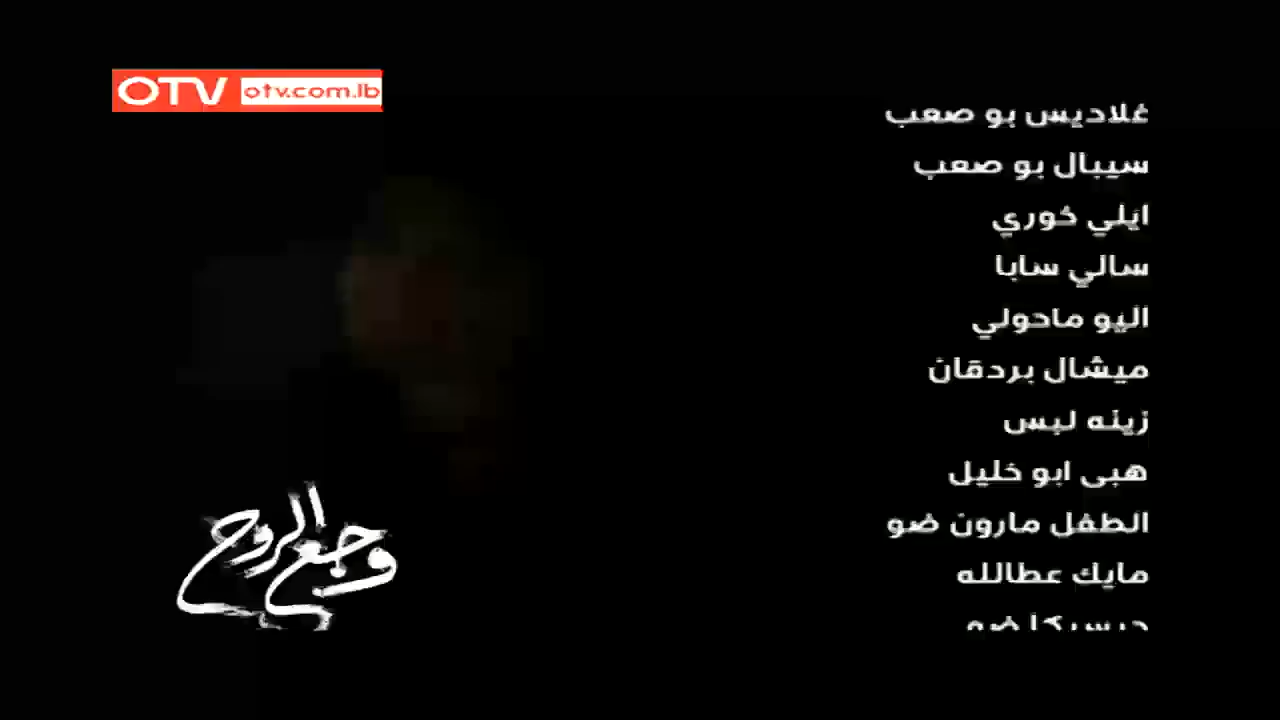 OTV otv.com.lb
غلاديس بو صعب
سيبال بو صعب
ايلي خوري
سالي سابا
اليو ماحولي
ميشال بردقان
زينه لبس
هبى ابو خليل
الطفل مارون ضو
مايك عطالله
ضو
وجع الروح